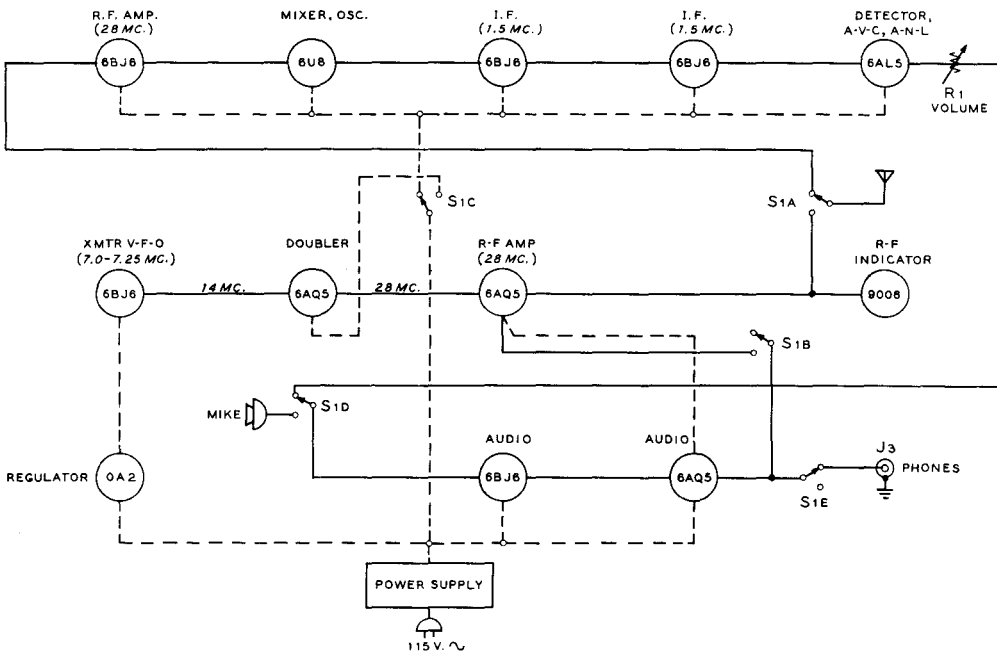 R.F. AMP.
(28 MC.)
MIXER, OSC.
I.F.
(1.5 MC.)
I.F.
(1.5 MC.)
DETECTOR,
A-V-C, A-N-L
6BJ6
6U8
6BJ6
6BJ6
6AL5
R1
VOLUME
S1C
S1A
XMTR V-F-O
(7.0-7.25 MC.)
DOUBLER
R-F AMP
(28 MC.)
R-F
INDICATOR
6BJ6
14 MC.
6AQ5
28 MC.
6AQ5
9006
S1B
MIKE
S1D
AUDIO
AUDIO
J3
PHONES
REGULATOR
0A2
6BJ6
6AQ5
S1E
POWER SUPPLY
115 V. ~